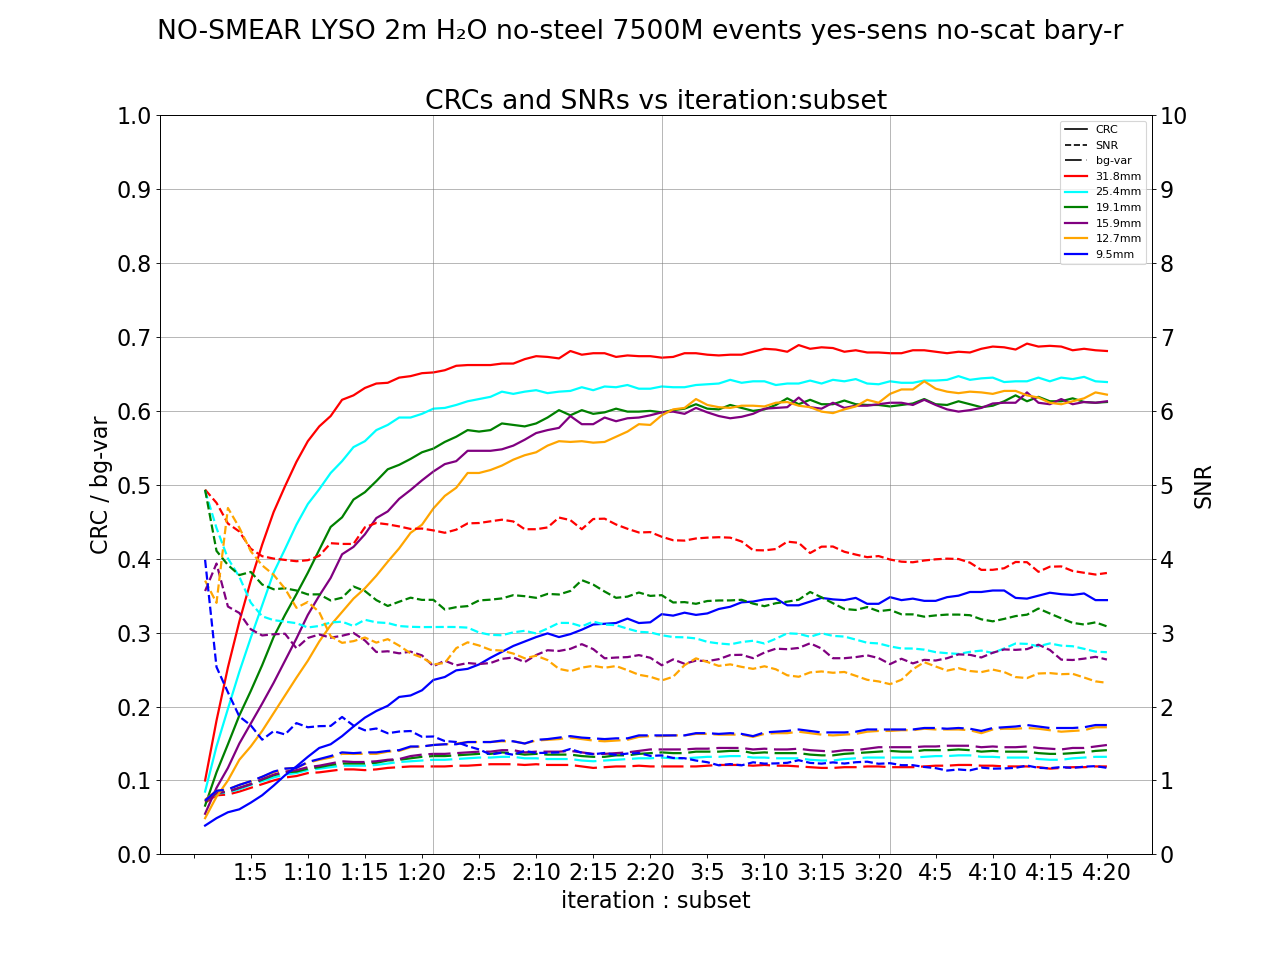 NO-SMEAR LYSO 2m H₂O no-steel 7500M events yes-sens no-scat bary-r
CRCs and SNRs vs iteration:subset
1.0
0.9
0.8
0.7
0.6
0.5
0.4
0.3
0.2
0.1
0.0
CRC / bg-var
10
9
8
7
6
5
4
3
2
1
0
SNR
CRC
SNR
bg-var
31.8mm
25.4mm
19.1mm
15.9mm
12.7mm
9.5mm
1:5 1:10 1:15 1:20 2:5 2:10 2:15 2:20 3:5 3:10 3:15 3:20 4:5 4:10 4:15 4:20
iteration : subset